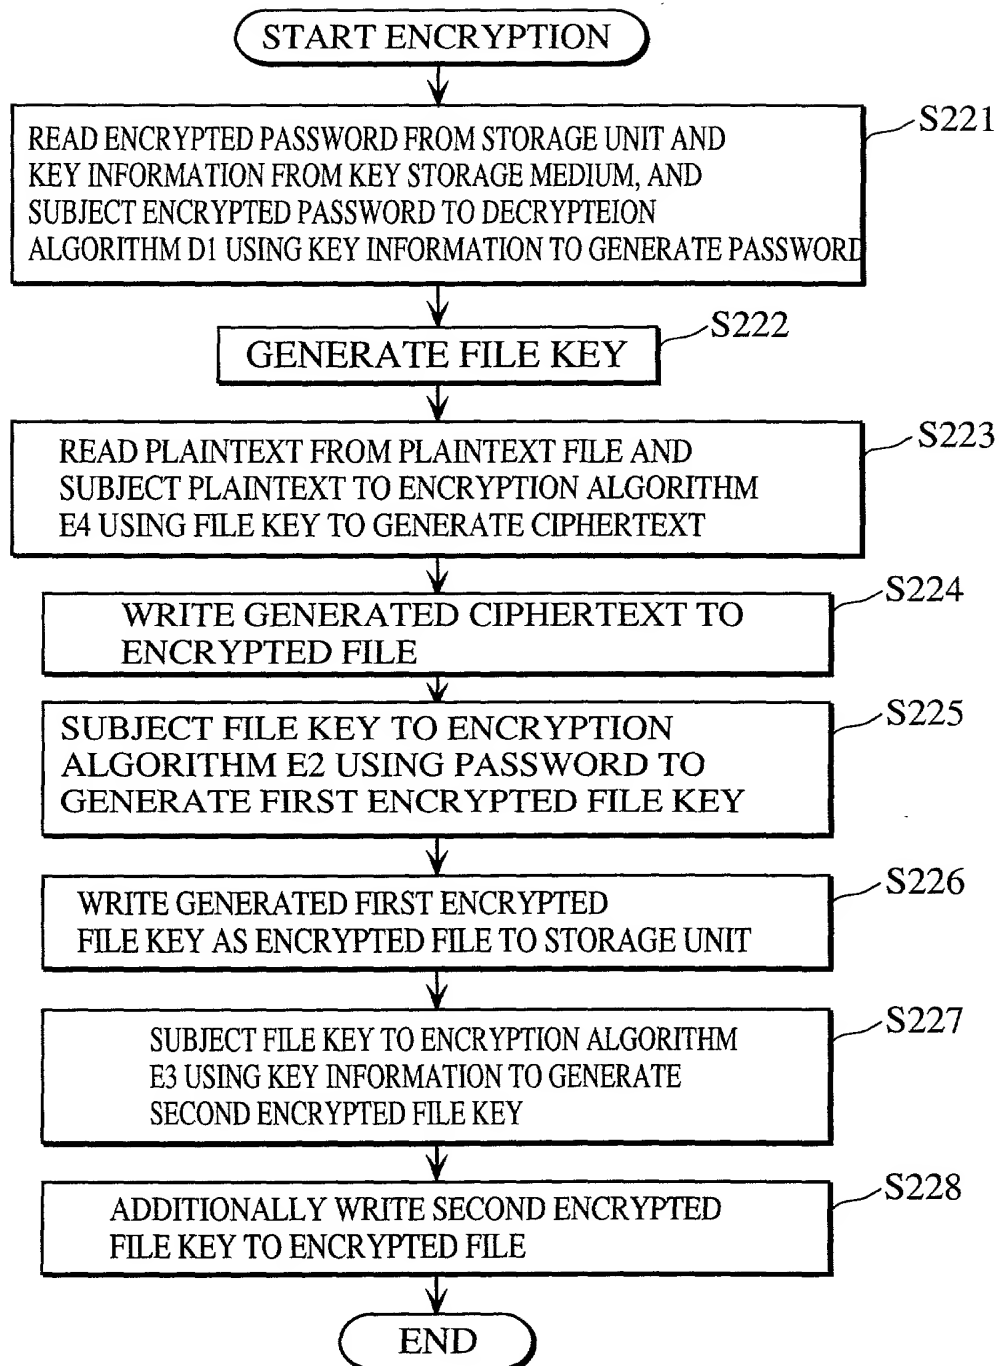 START ENCRYPTION
S221
READ ENCRYPTED PASSWORD FROM STORAGE UNIT AND
KEY INFORMATION FROM KEY STORAGE MEDIUM, AND
SUBJECT ENCRYPTED PASSWORD TO DECRYPTEION
ALGORITHM D1 USING KEY INFORMATION TO GENERATE PASSWORD
S222
GENERATE FILE KEY
S223
READ PLAINTEXT FROM PLAINTEXT FILE AND
SUBJECT PLAINTEXT TO ENCRYPTION ALGORITHM
E4 USING FILE KEY TO GENERATE CIPHERTEXT
S224
WRITE GENERATED CIPHERTEXT TO
ENCRYPTED FILE
S225
SUBJECT FILE KEY TO ENCRYPTION
ALGORITHM E2 USING PASSWORD TO
GENERATE FIRST ENCRYPTED FILE KEY
S226
WRITE GENERATED FIRST ENCRYPTED
FILE KEY AS ENCRYPTED FILE TO STORAGE UNIT
S227
SUBJECT FILE KEY TO ENCRYPTION ALGORITHM
E3 USING KEY INFORMATION TO GENERATE
SECOND ENCRYPTED FILE KEY
S228
ADDITIONALLY WRITE SECOND ENCRYPTED
FILE KEY TO ENCRYPTED FILE
END